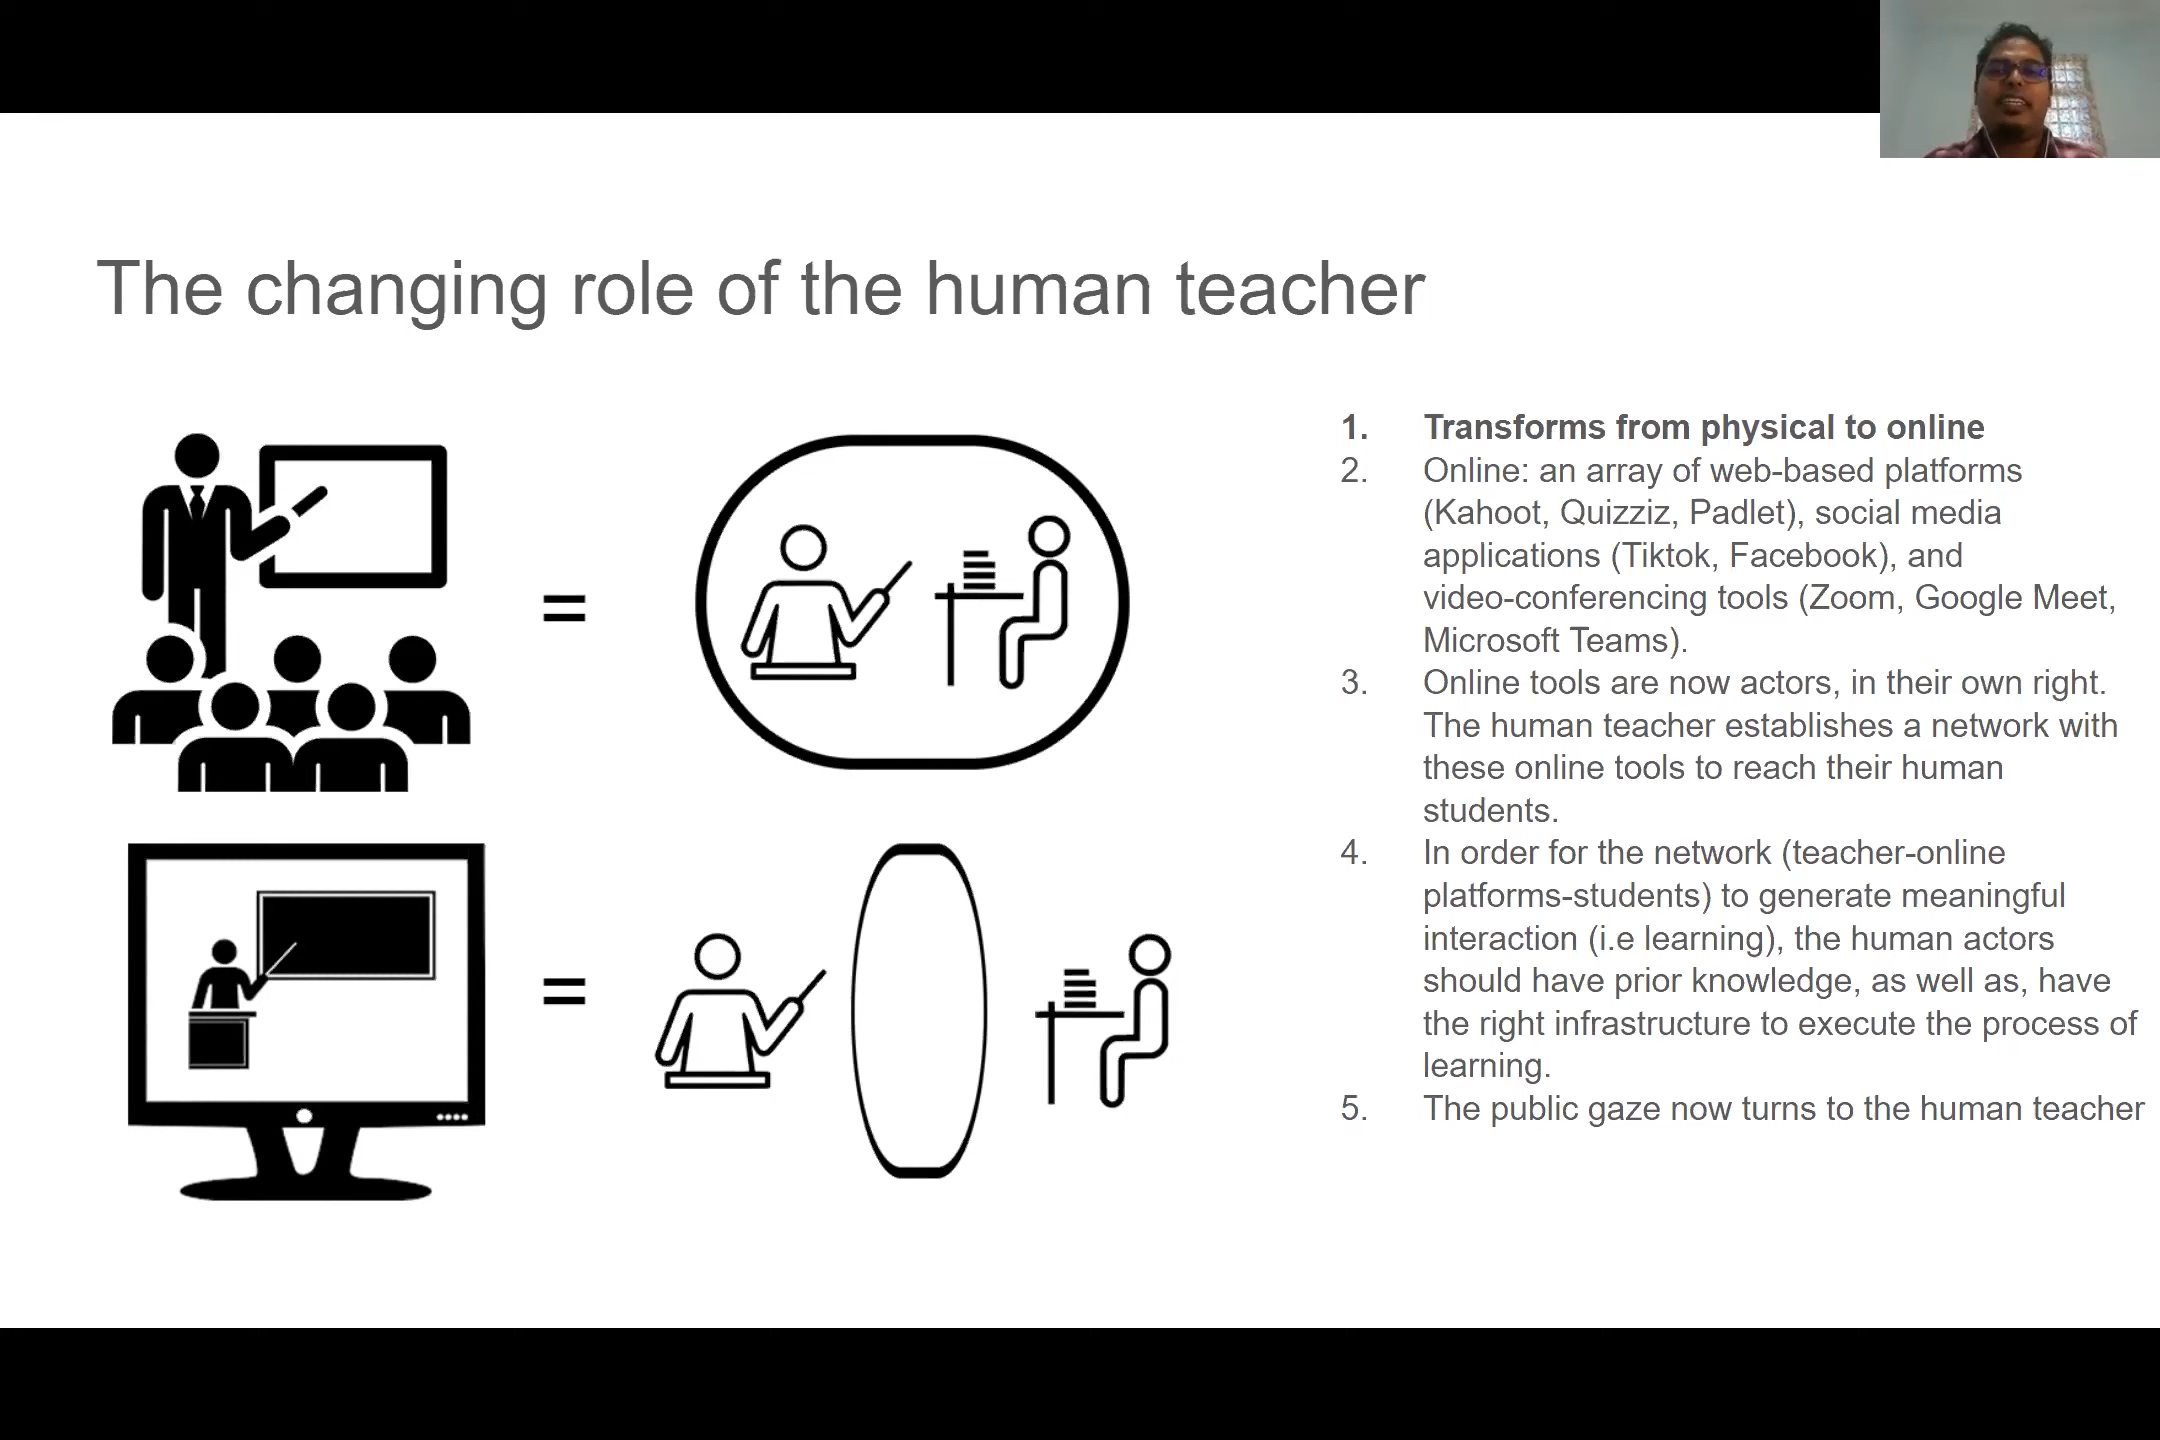 The changing role of the human teacher
=
=
1. Transforms from physical to online
2. Online: an array of web-based platforms
(Kahoot, Quizziz, Padlet), social media
applications (Tiktok, Facebook), and
video-conferencing tools (Zoom, Google Meet,
Microsoft Teams).
3. Online tools are now actors, in their own right.
The human teacher establishes a network with
these online tools to reach their human
students.
4. In order for the network (teacher-online
platforms-students) to generate meaningful
interaction (i.e learning), the human actors
should have prior knowledge, as well as, have
the right infrastructure to execute the process of
learning.
5. The public gaze now turns to the human teacher